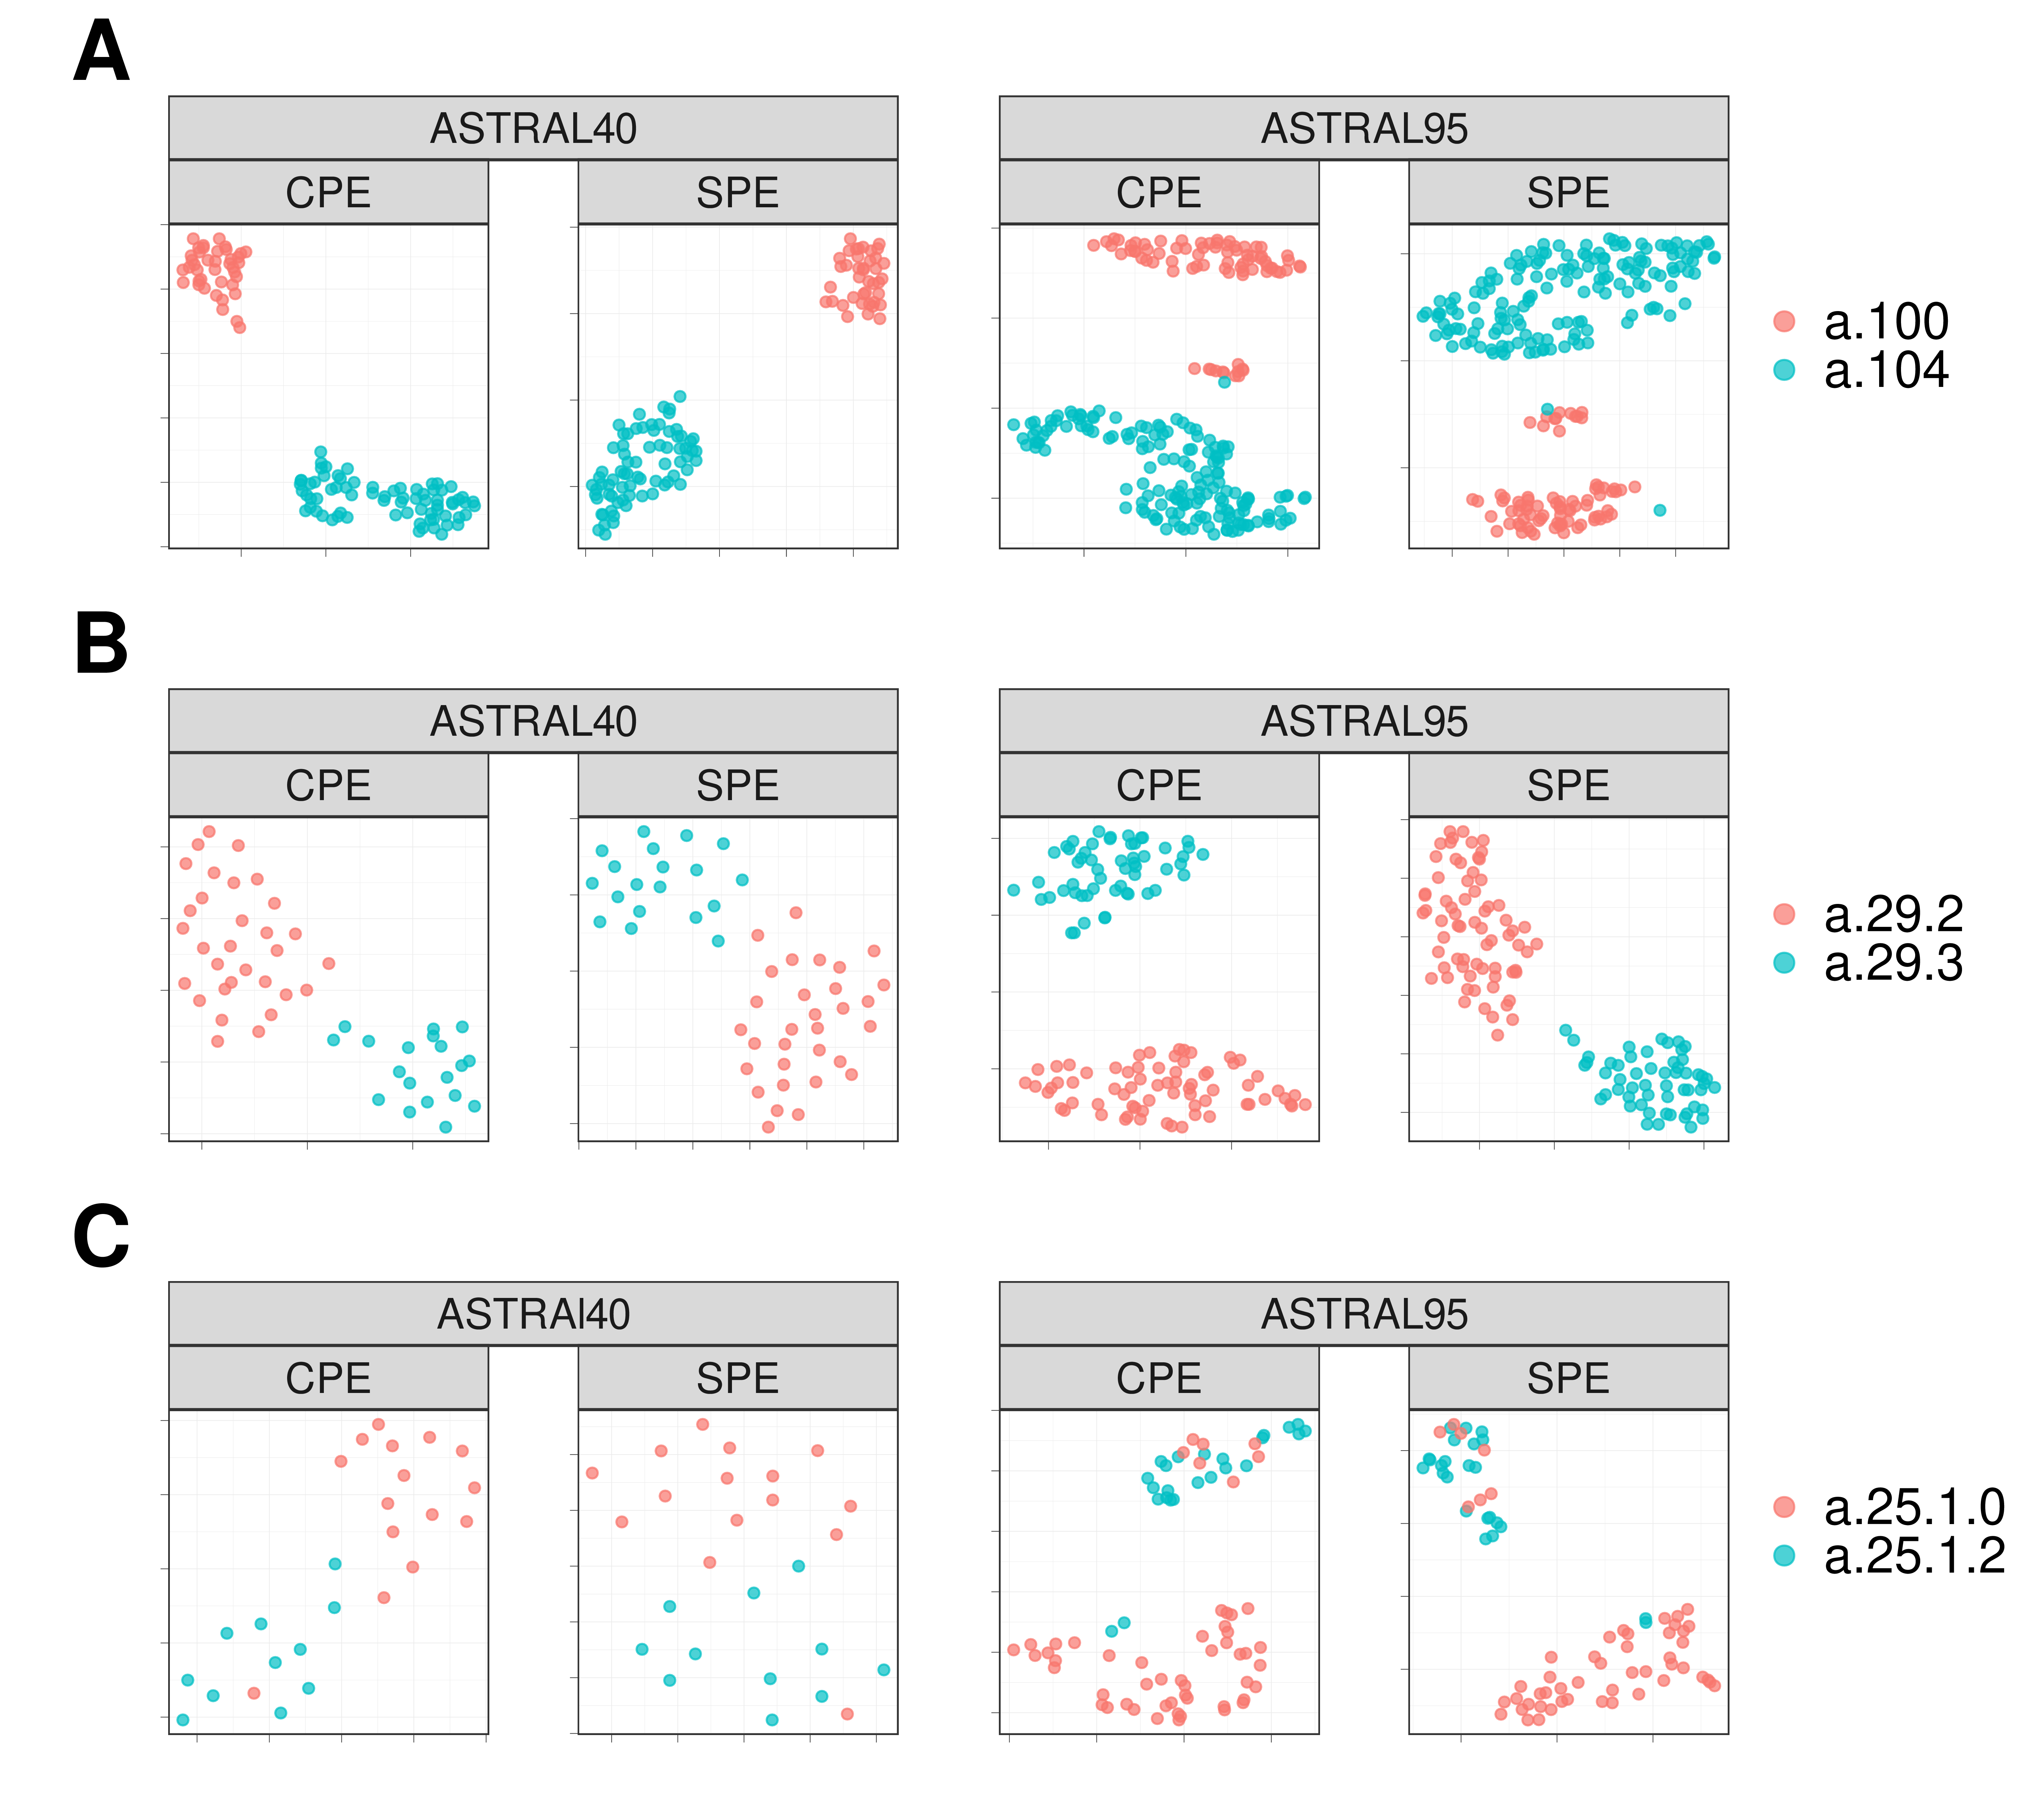 A
ASTRAL40
ASTRAL95
CPE
SPE
CPE
SPE
a.100
a.104
B
ASTRAL40
ASTRAL95
CPE
SPE
CPE
SPE
a.29.2
a.29.3
C
ASTRAl40
ASTRAL95
CPE
SPE
CPE
SPE
a.25.1.0
a.25.1.2